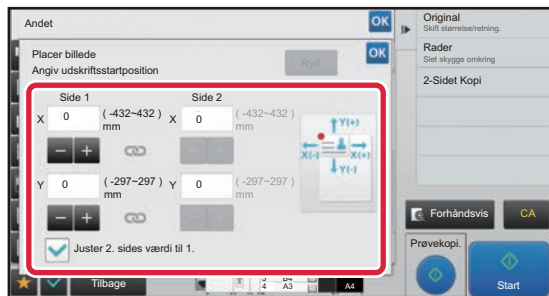 Andet
OK
Placer billede
Angiv udskriftsstartposition
Ryd
OK
Side 1
Side 2
X
0
( -432~432 )
mm
X
0
( -432~432 )
mm
Y(+)
X(-)
X(+)
Y(-)
Y
0
( -297~297 )
mm
Y
0
( -297~297 )
mm
Juster 2. sides værdi til 1.
Tilbage
4 A3
A4
Original
Skift størrelse/retning.
Rader
Slet skygge omkring
2-Sidet Kopi
Forhåndsvis
CA
Prøvekopi.
Start